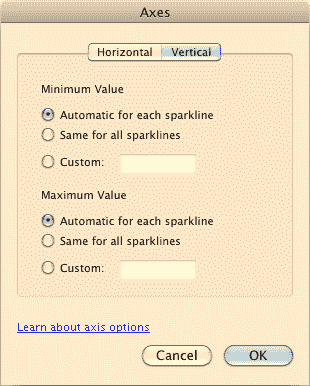 Axes
Horizontal Vertical
Minimum Value
Automatic for each sparkline
Same for all sparklines
Custom:
Maximum Value
Automatic for each sparkline
Same for all sparklines
Custom:
Learn about axis options
Cancel OK